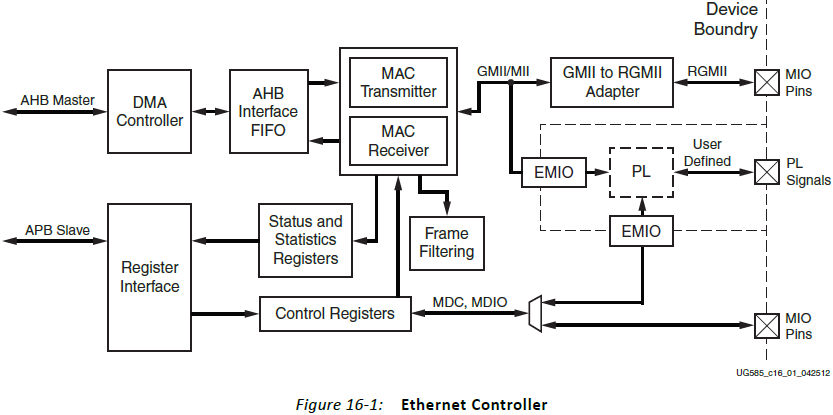 Device
Boundry
AHB Master
DMA
Controller
AHB
Interface
FIFO
MAC
Transmitter
MAC
Receiver
GMII/MII
GMII to RGMII
Adapter
RGMII
MIO
Pins
EMIO
PL
User
Defined
PL
Signals
EMIO
APB Slave
Register
Interface
Status and
Statistics
Registers
Frame
Filtering
Control Registers
MDC, MDIO
MIO
Pins
UG585_c16_01_042512
Figure 16-1: Ethernet Controller